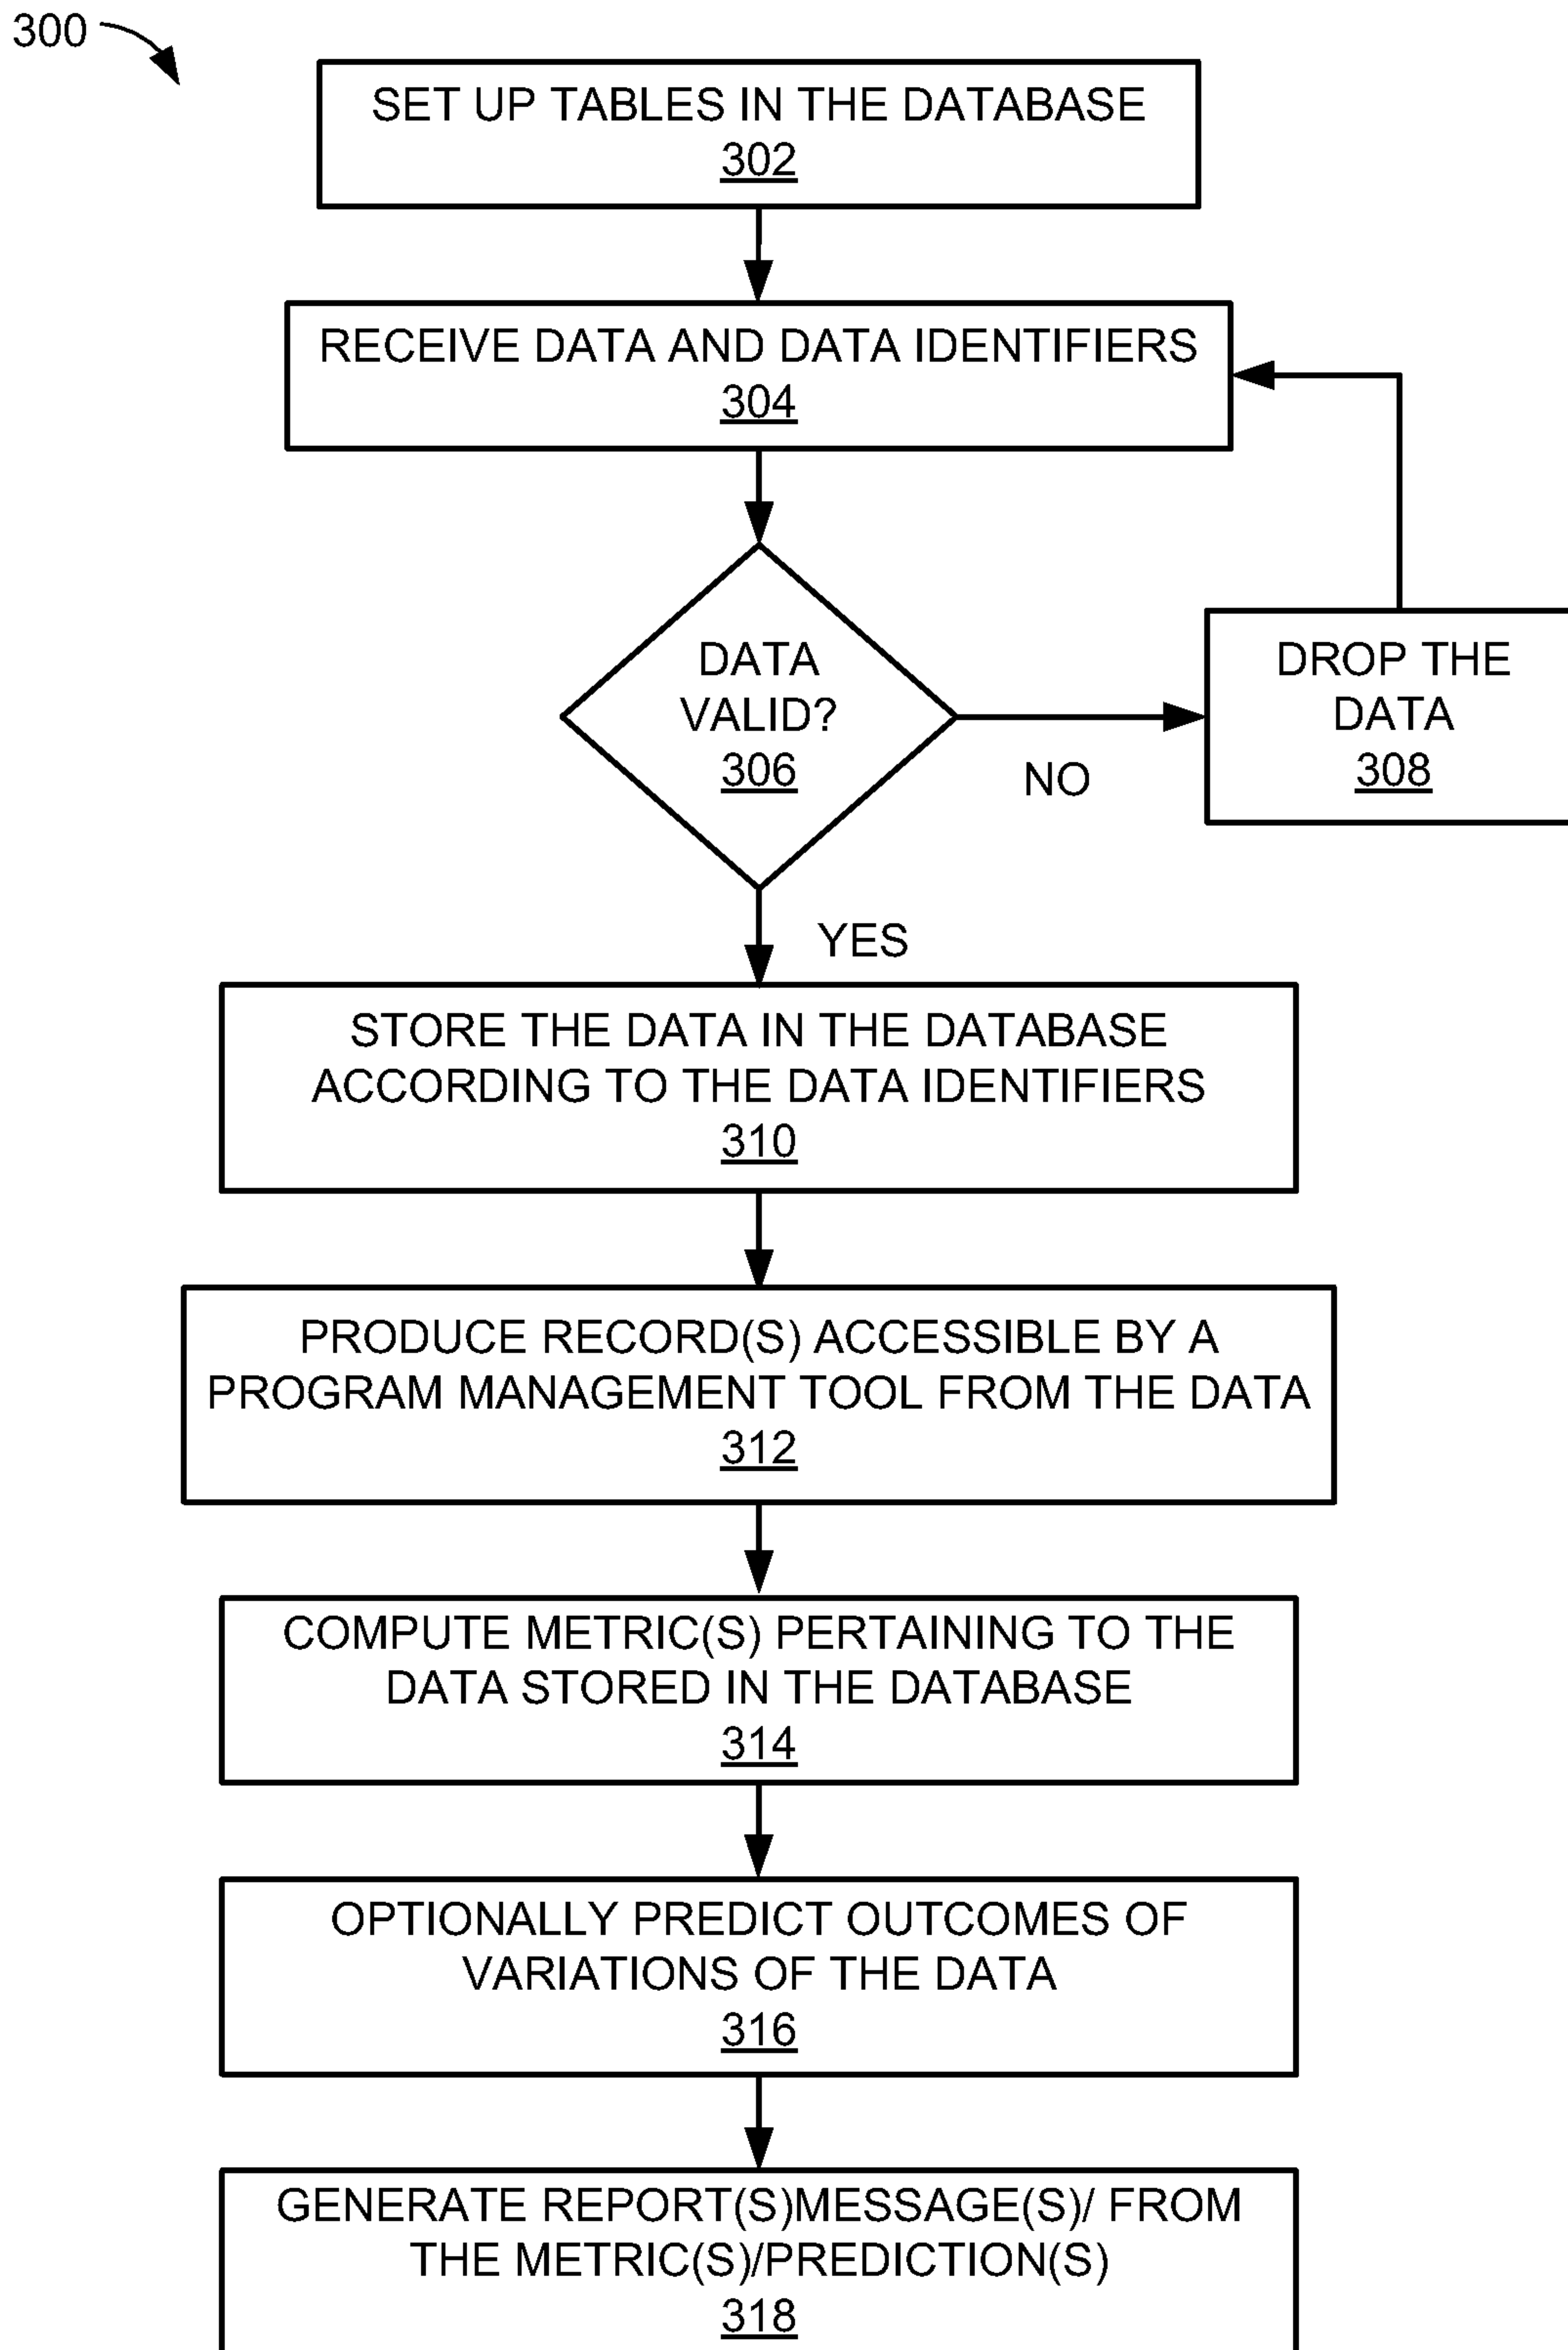 300
SET UP TABLES IN THE DATABASE
302
RECEIVE DATA AND DATA IDENTIFIERS
304
DATA
VALID?
306
NO
DROP THE
DATA
308
YES
STORE THE DATA IN THE DATABASE
ACCORDING TO THE DATA IDENTIFIERS
310
PRODUCE RECORD(S) ACCESSIBLE BY A
PROGRAM MANAGEMENT TOOL FROM THE DATA
312
COMPUTE METRIC(S) PERTAINING TO THE
DATA STORED IN THE DATABASE
314
OPTIONALLY PREDICT OUTCOMES OF
VARIATIONS OF THE DATA
316
GENERATE REPORT(S)MESSAGE(S)/ FROM
THE METRIC(S)/PREDICTION(S)
318